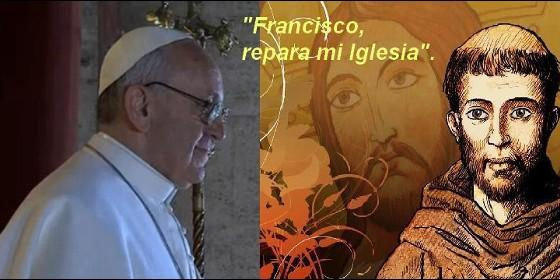 "Francisco,
repara mi Iglesia".